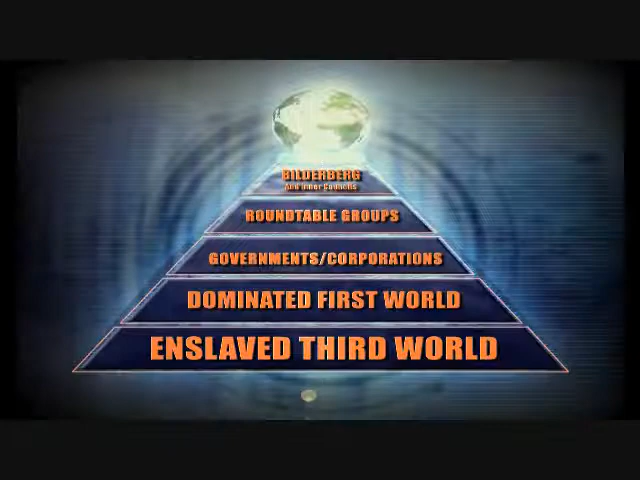 BILDERBERG
And Inner Councils
ROUNDTABLE GROUPS
GOVERNMENTS/CORPORATIONS
DOMINATED FIRST WORLD
ENSLAVED THIRD WORLD